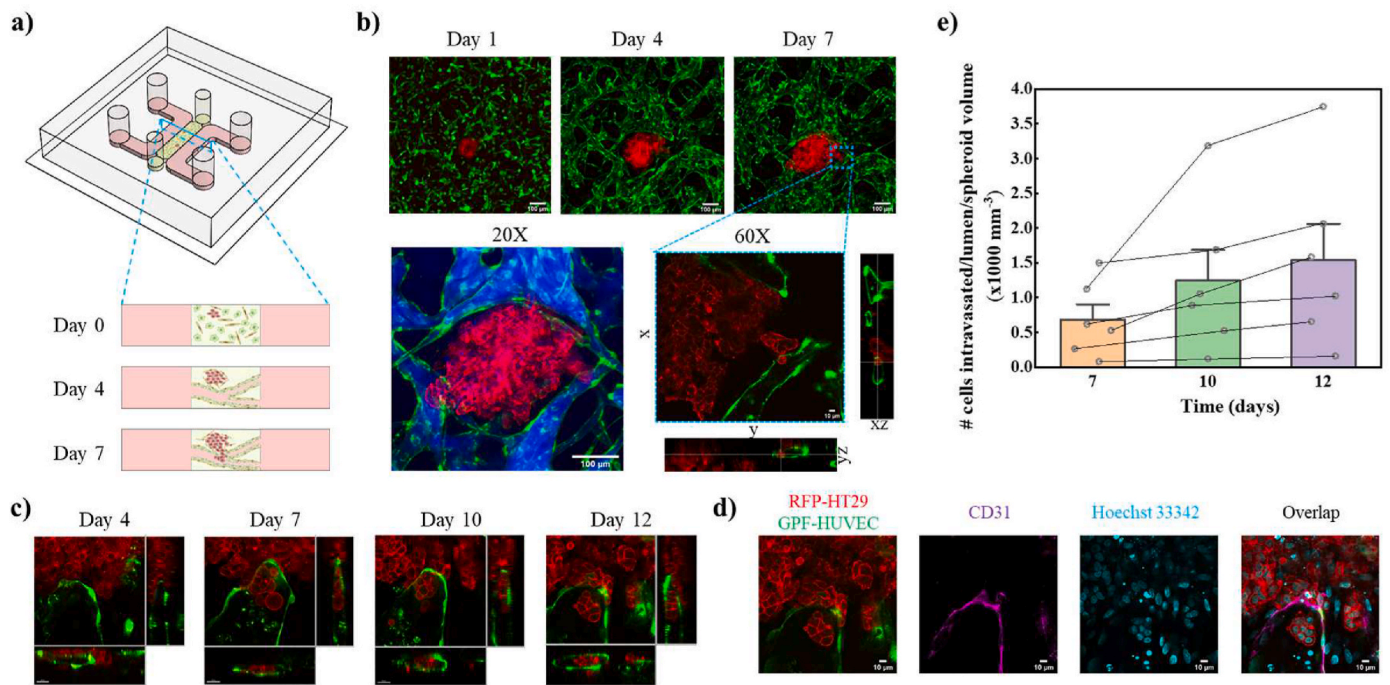 a)
Day 0
Day 4
Day 7
b)
Day 1
Day 4
Day 7
100 µm
100 µm
100 µm
20X
60X
100 µm
x
10 µm
y
xz
yz
e)
# cells intravasated/lumen/spheroid volume
(x1000 mm-3)
4.0
3.5
3.0
2.5
2.0
1.5
1.0
0.5
0.0
7
10
12
Time (days)
c)
Day 4
Day 7
Day 10
Day 12
d)
RFP-HT29
GPF-HUVEC
CD31
Hoechst 33342
Overlap
10 µm
10 µm
10 µm
10 µm